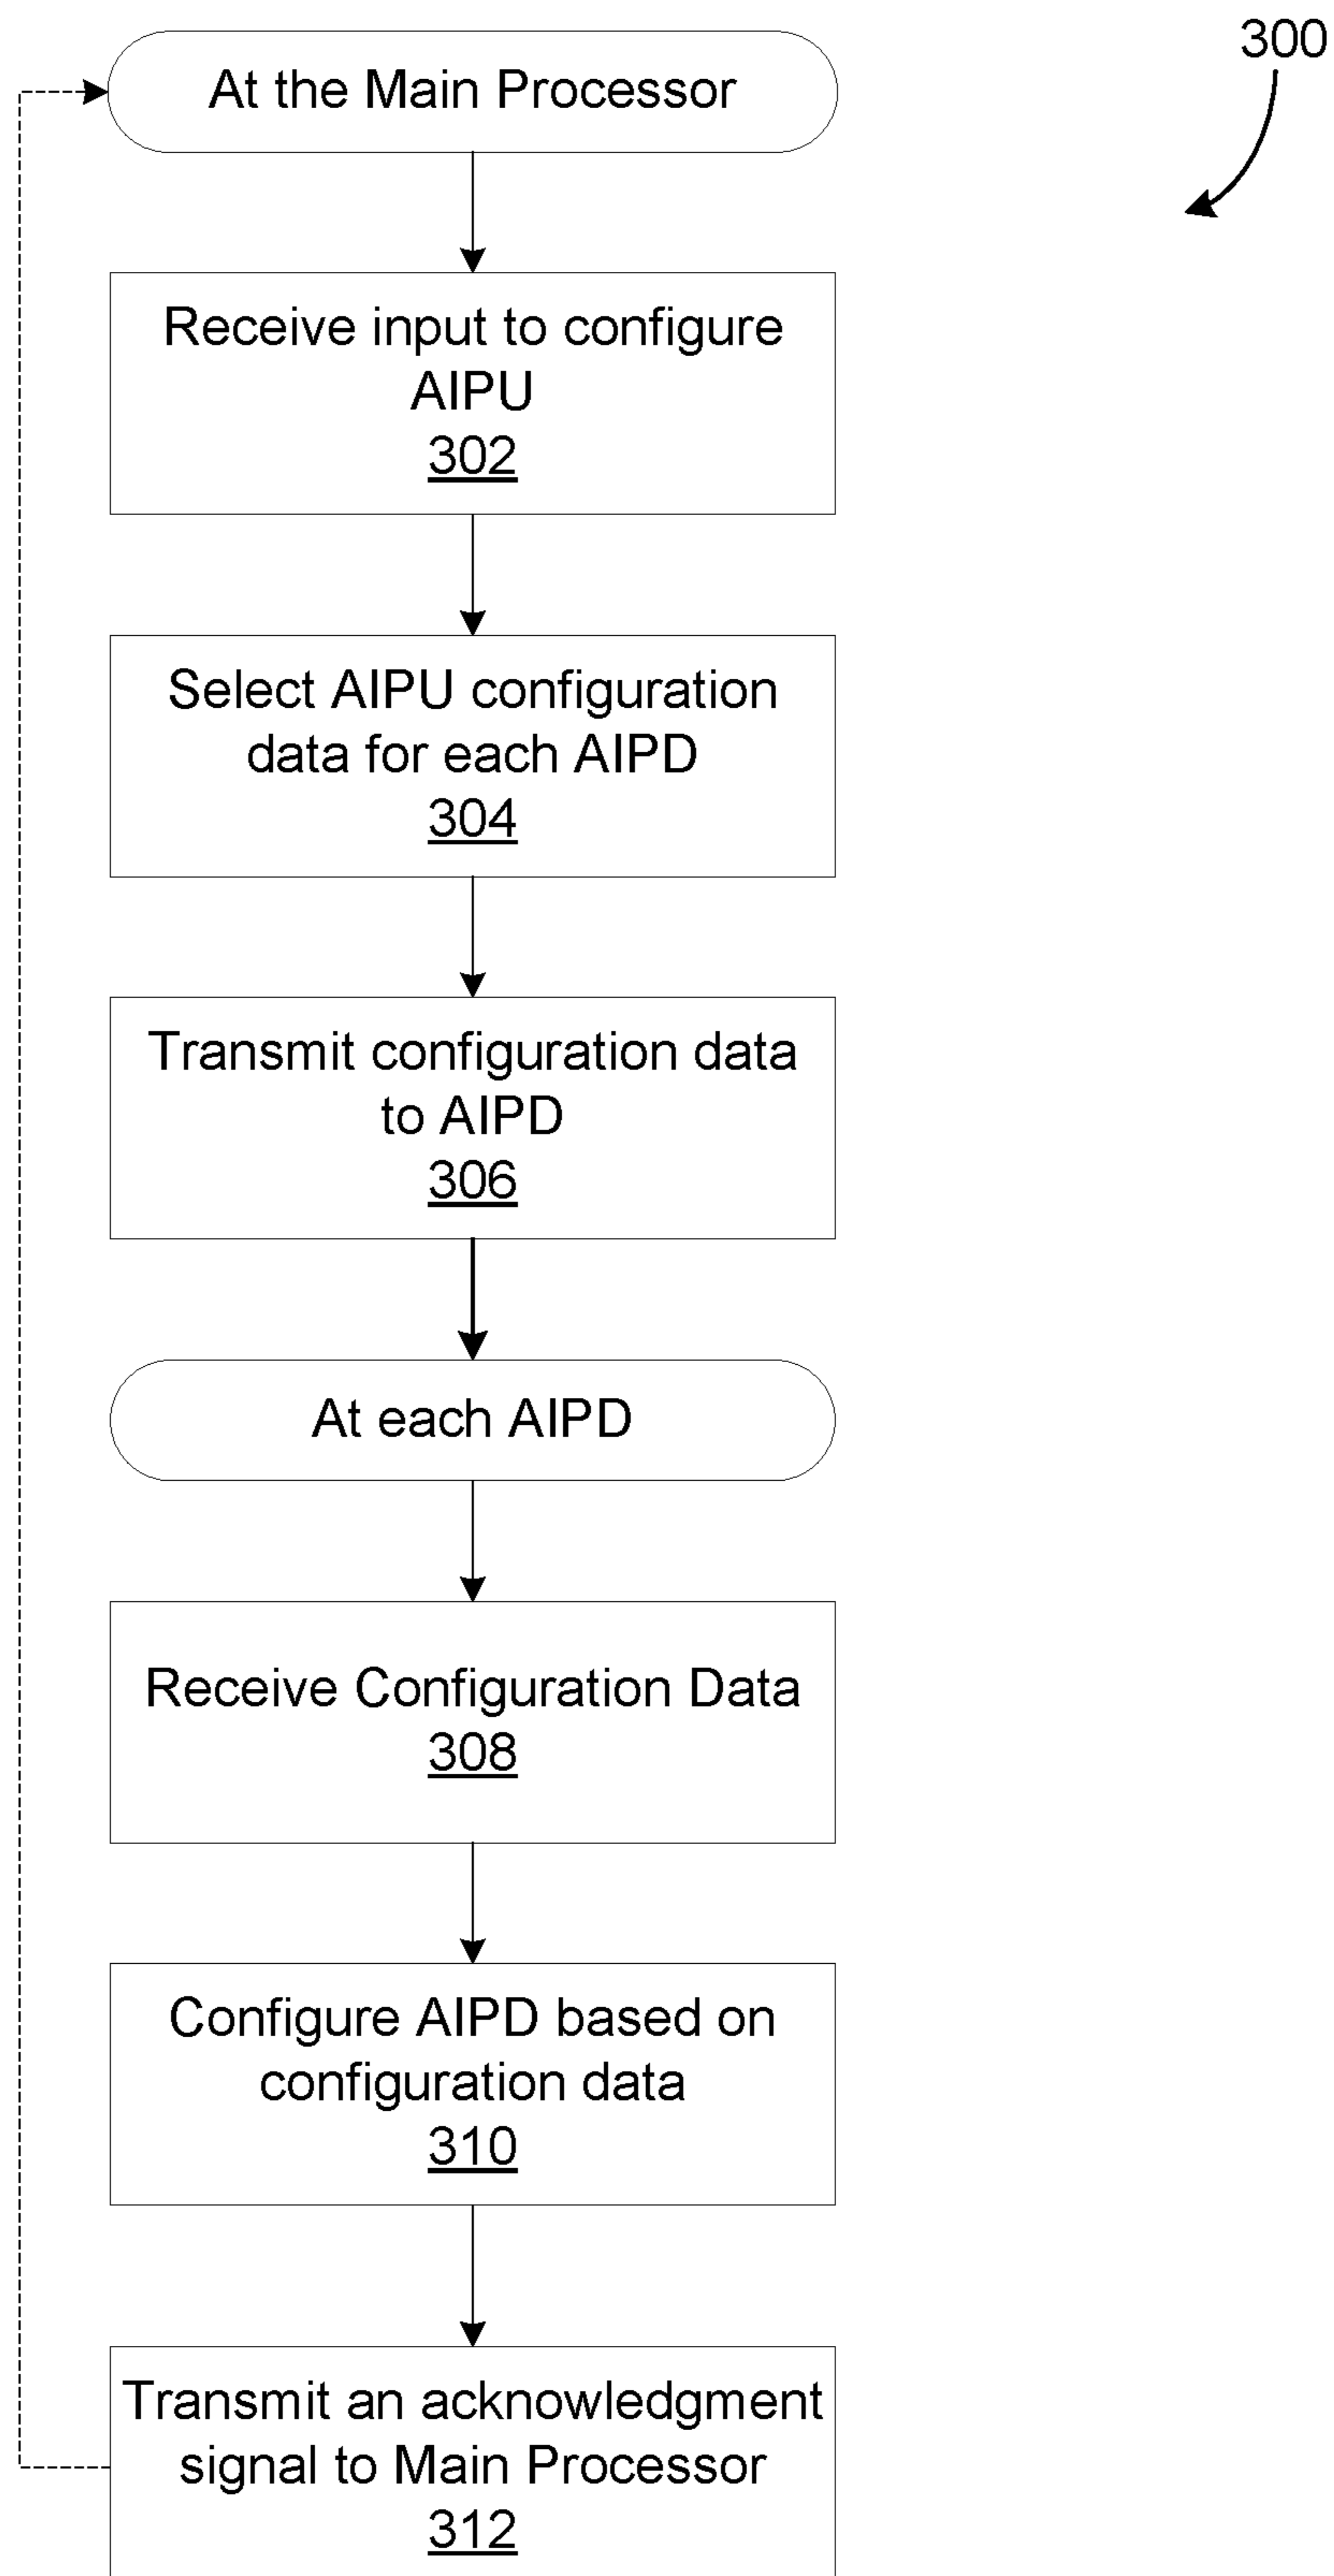 300
At the Main Processor
Receive input to configure
AIPU
302
Select AIPU configuration
data for each AIPD
304
Transmit configuration data
to AIPD
306
At each AIPD
Receive Configuration Data
308
Configure AIPD based on
configuration data
310
Transmit an acknowledgment
signal to Main Processor
312